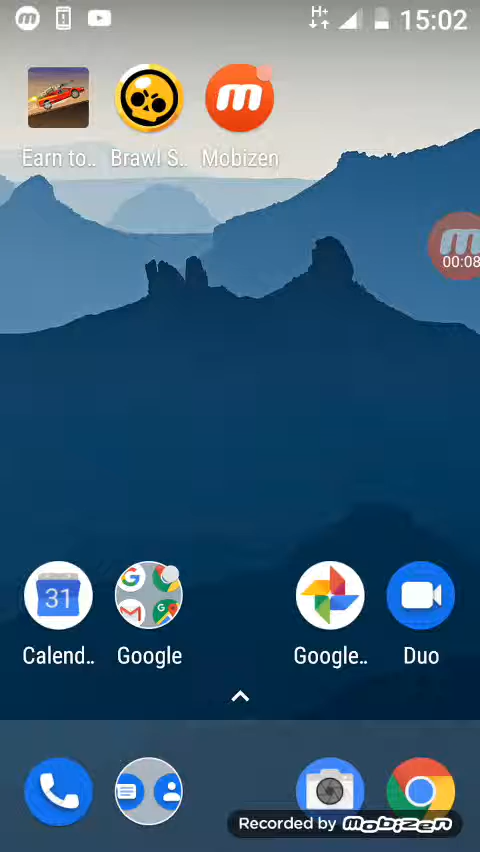 H+ 15:02
Earn to.. Brawl S.. Mobizen
00:08
31
Calend.. Google Google.. Duo
Recorded by Mobizen